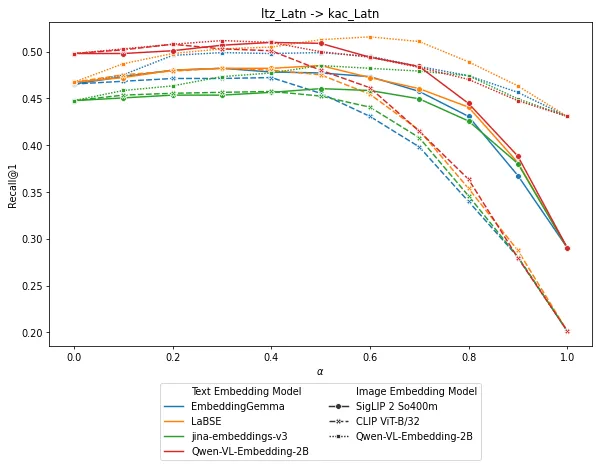 ltz_Latn -> kac_Latn
Recall@1
0.50
0.45
0.40
0.35
0.30
0.25
0.20
0.0 0.2 0.4 0.6 0.8 1.0
α
Text Embedding Model
EmbeddingGemma
LaBSE
jina-embeddings-v3
Qwen-VL-Embedding-2B
Image Embedding Model
SigLIP 2 So400m
CLIP ViT-B/32
Qwen-VL-Embedding-2B